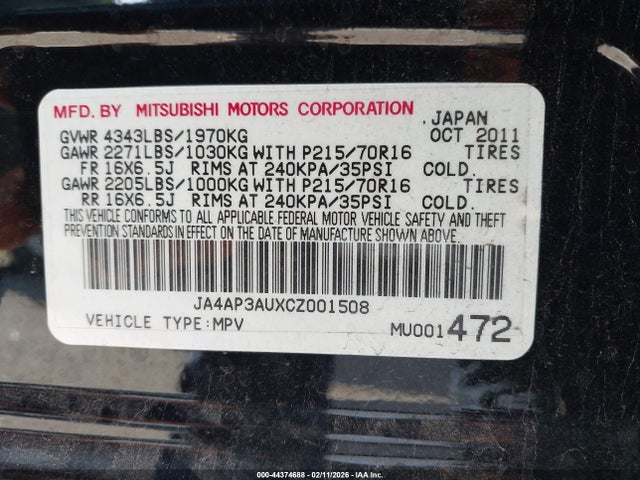 MFD. BY MITSUBISHI MOTORS CORPORATION, JAPAN
GVWR 4343LBS/1970KG OCT 2011
GAWR 2271LBS/1030KG WITH P215/70R16 TIRES
FR 16X6.5J RIMS AT 240KPA/35PSI COLD.
GAWR 2205LBS/1000KG WITH P215/70R16 TIRES
RR 16X6.5J RIMS AT 240KPA/35PSI COLD.
THIS VEHICLE CONFORMS TO ALL APPLICABLE FEDERAL MOTOR VEHICLE SAFETY AND THEFT
PREVENTION STANDARDS IN EFFECT ON THE DATE OF MANUFACTURE SHOWN ABOVE.
JA4AP3AUXCZ001508
VEHICLE TYPE:MPV MU001472
000-44374688 - 02/11/2026 - IAA Inc.